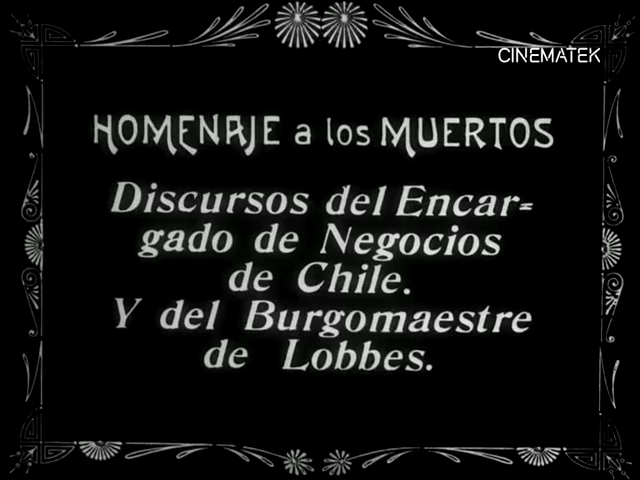 CINEMATEK
HOMENAJE a los MUERTOS
Discursos del Encar=
gado de Negocios
de Chile.
Y del Burgomaestre
de Lobbes.